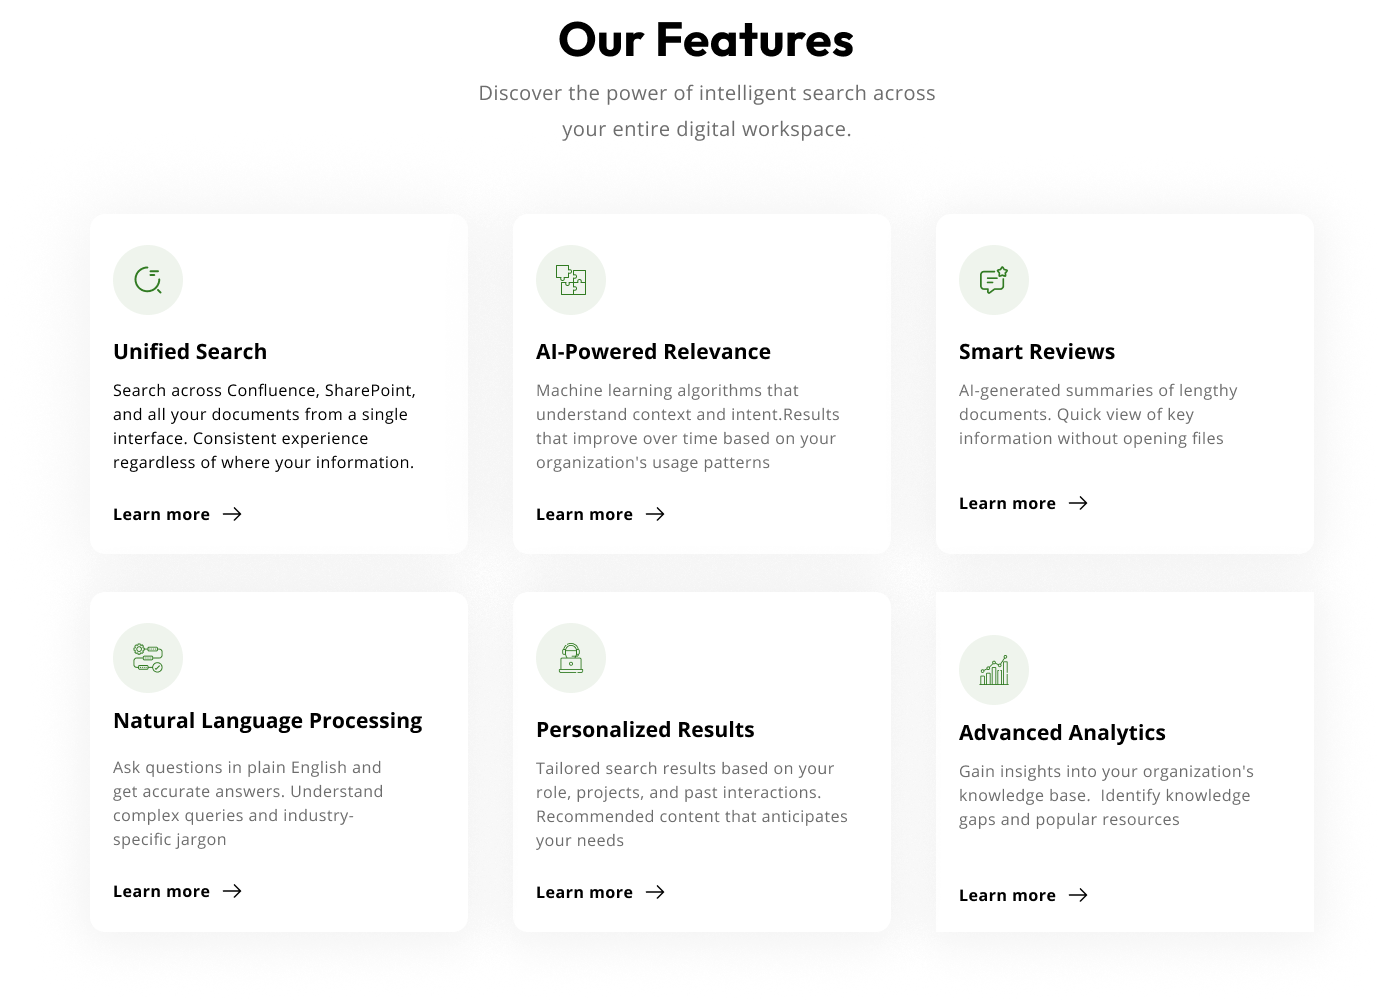 Our Features
Discover the power of intelligent search across
your entire digital workspace.
Unified Search
Search across Confluence, SharePoint,
and all your documents from a single
interface. Consistent experience
regardless of where your information.
Learn more
AI-Powered Relevance
Machine learning algorithms that
understand context and intent.Results
that improve over time based on your
organization's usage patterns
Learn more
Smart Reviews
AI-generated summaries of lengthy
documents. Quick view of key
information without opening files
Learn more
Natural Language Processing
Ask questions in plain English and
get accurate answers. Understand
complex queries and industry-
specific jargon
Learn more
Personalized Results
Tailored search results based on your
role, projects, and past interactions.
Recommended content that anticipates
your needs
Learn more
Advanced Analytics
Gain insights into your organization's
knowledge base.  Identify knowledge
gaps and popular resources
Learn more